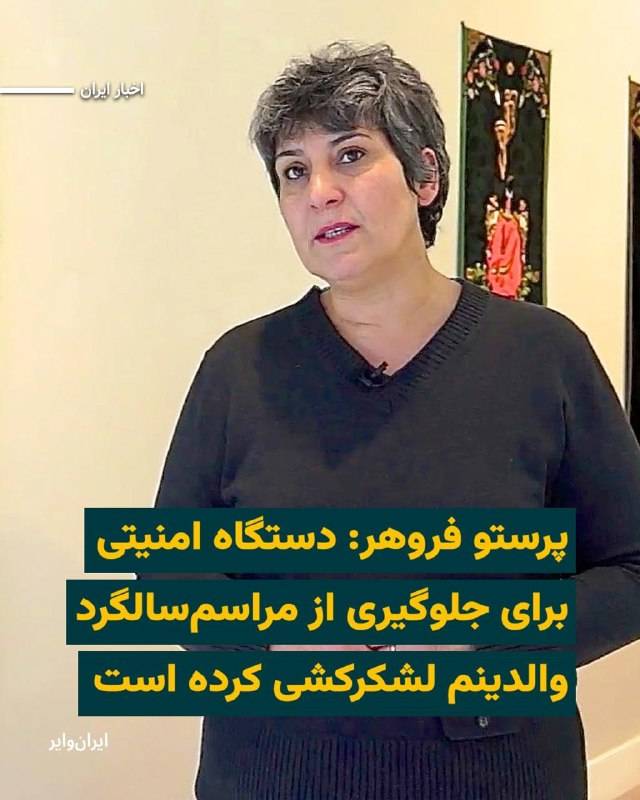 اخبار ایران
پرستو فروهر: دستگاه امنیتی
برای جلوگیری از مراسم‌سالگرد
والدینم لشکرکشی کرده است
ایران‌وایر